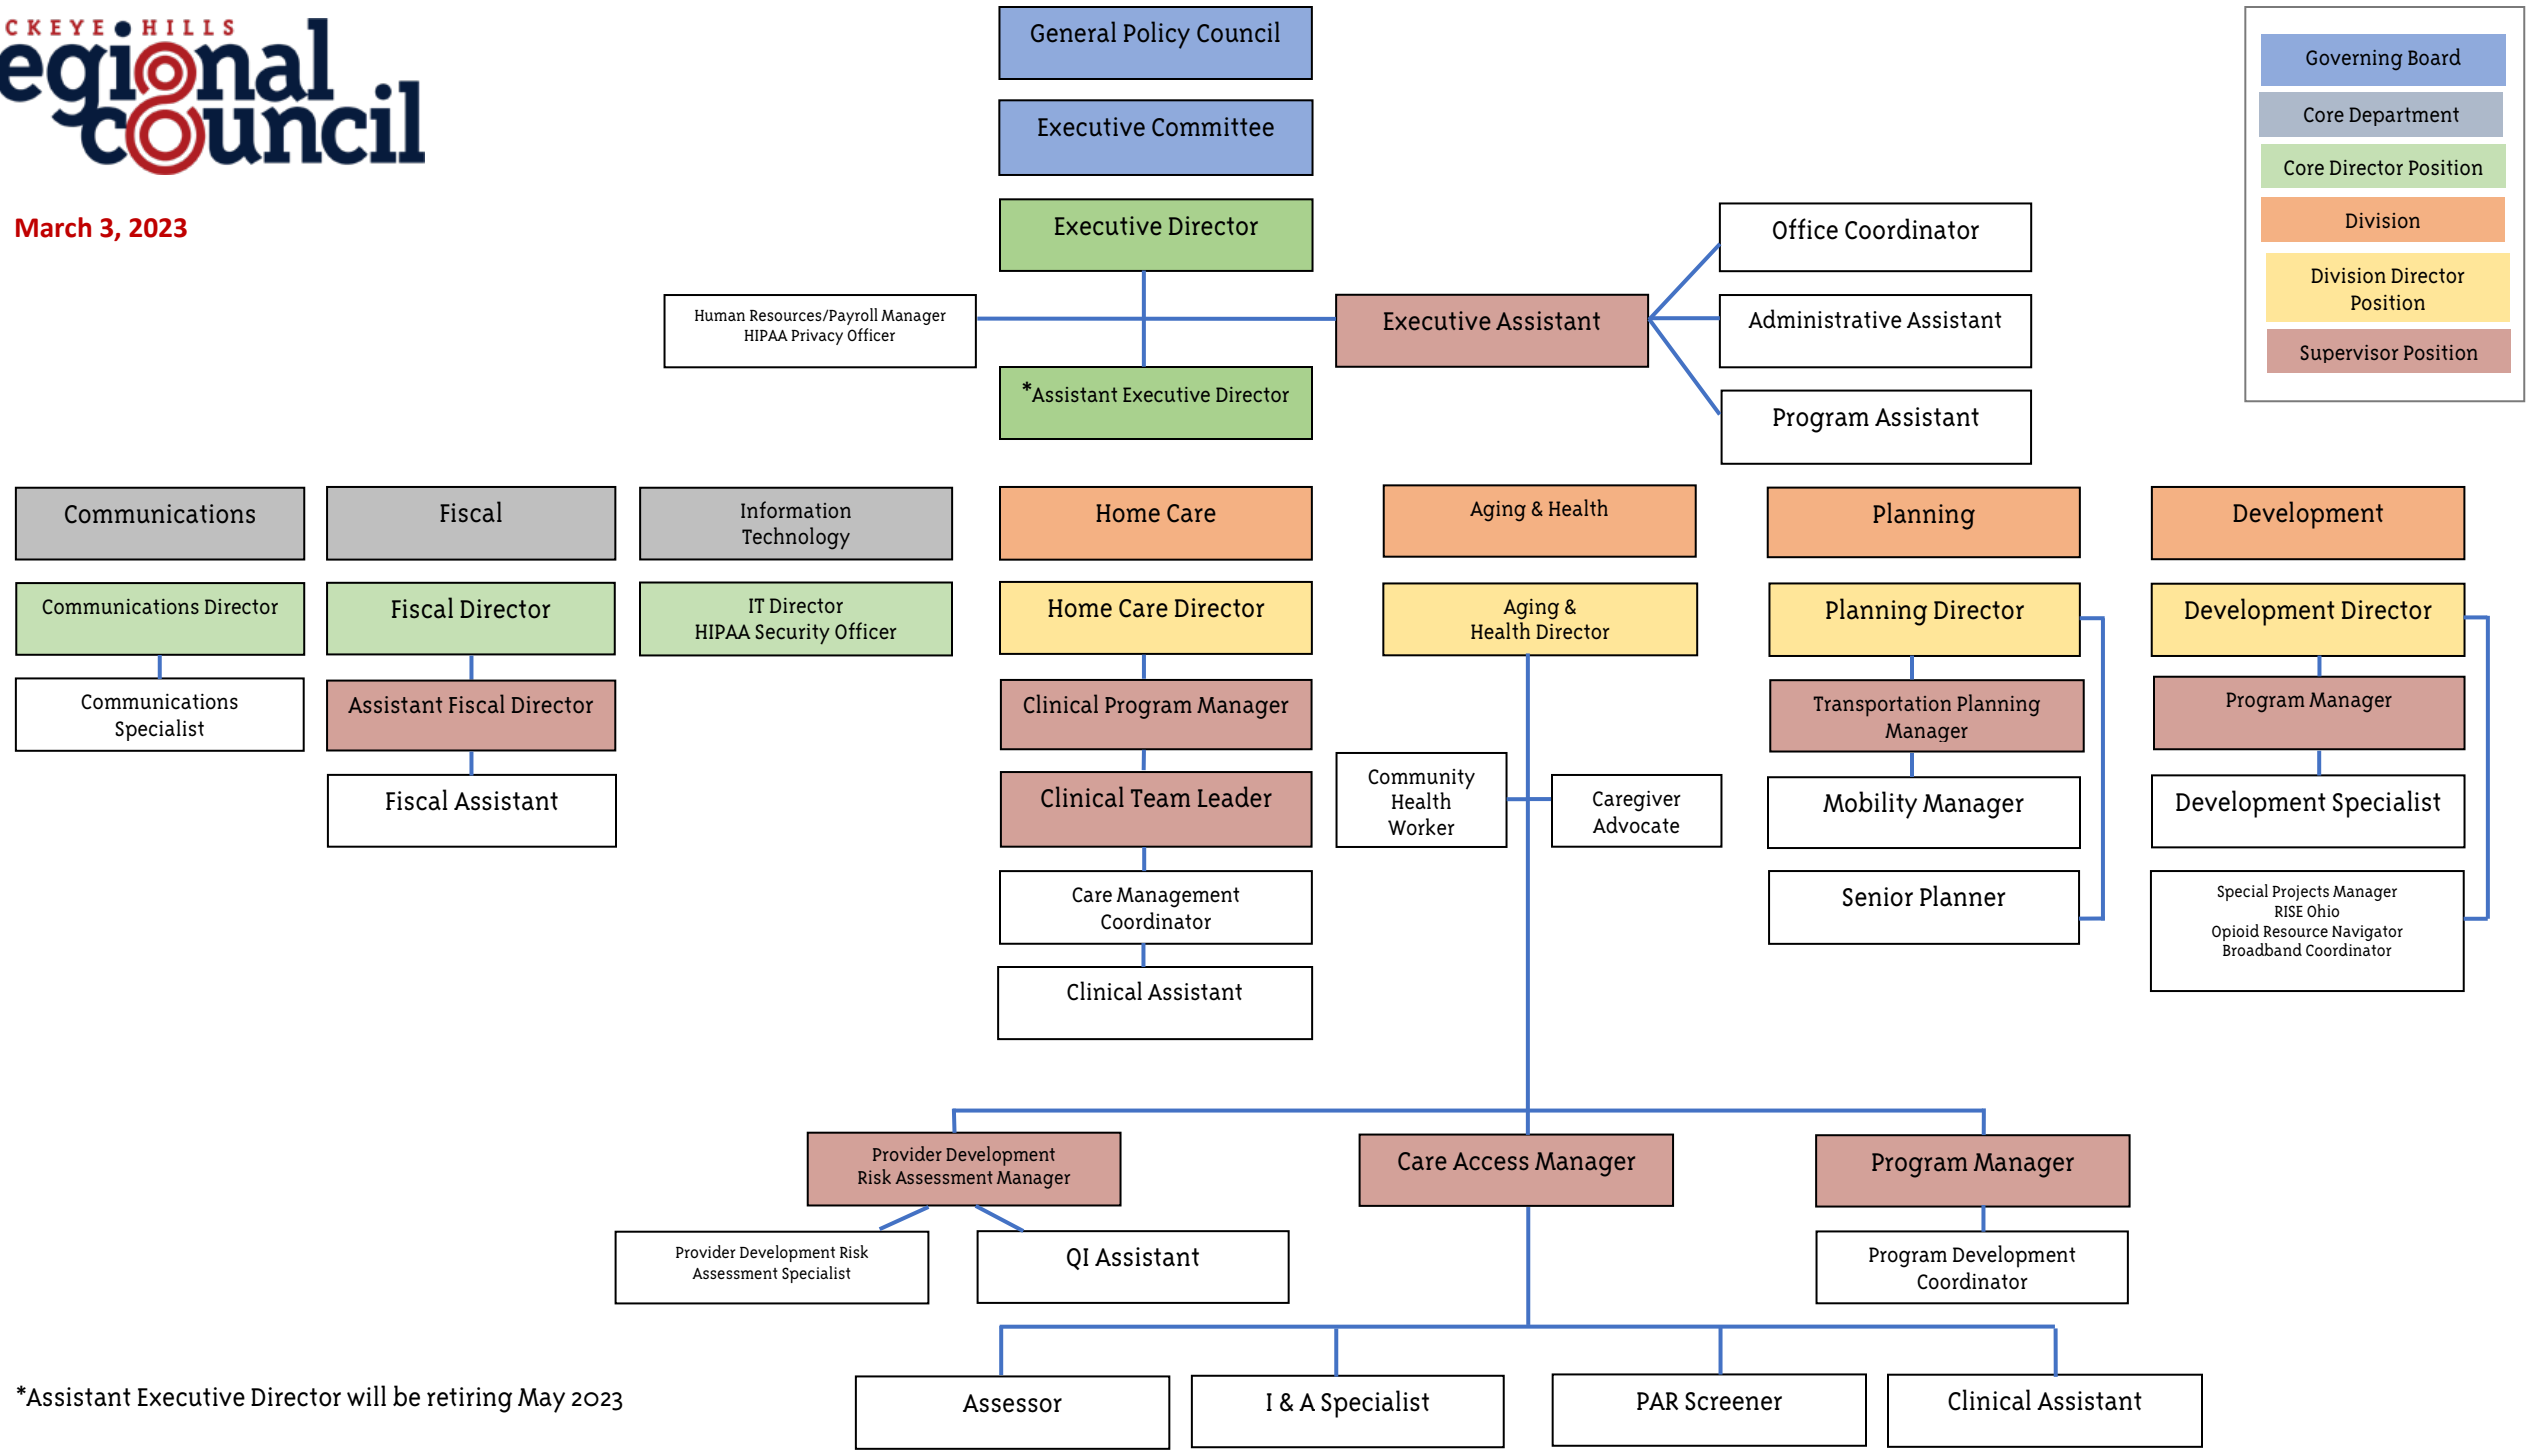 CKEYE HILLS
egional
council
March 3, 2023
General Policy Council
Executive Committee
Executive Director
Human Resources/Payroll Manager
HIPAA Privacy Officer
Executive Assistant
*Assistant Executive Director
Office Coordinator
Administrative Assistant
Program Assistant
Governing Board
Core Department
Core Director Position
Division
Division Director
Position
Supervisor Position
Communications
Communications Director
Communications
Specialist
Fiscal
Fiscal Director
Assistant Fiscal Director
Fiscal Assistant
Information
Technology
IT Director
HIPAA Security Officer
Home Care
Home Care Director
Clinical Program Manager
Clinical Team Leader
Care Management
Coordinator
Clinical Assistant
Aging & Health
Aging &
Health Director
Community
Health
Worker
Caregiver
Advocate
Planning
Planning Director
Transportation Planning
Manager
Mobility Manager
Senior Planner
Development
Development Director
Program Manager
Development Specialist
Special Projects Manager
RISE Ohio
Opioid Resource Navigator
Broadband Coordinator
Provider Development
Risk Assessment Manager
Provider Development Risk
Assessment Specialist
QI Assistant
Care Access Manager
Program Manager
Program Development
Coordinator
Assessor
I & A Specialist
PAR Screener
Clinical Assistant
*Assistant Executive Director will be retiring May 2023